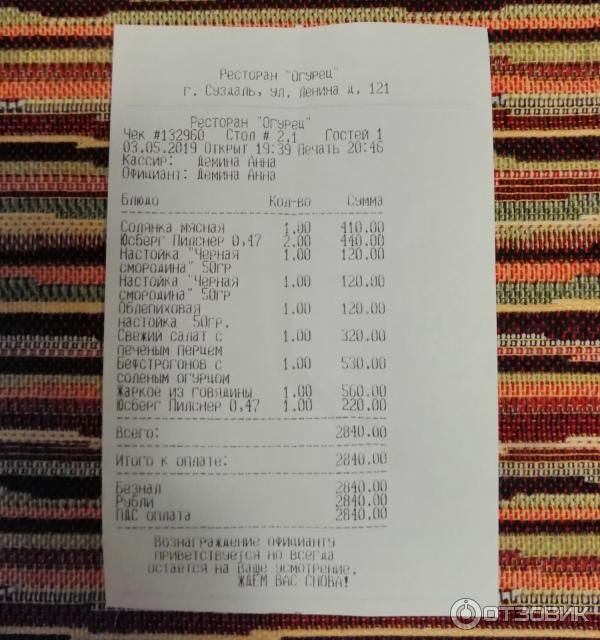 Ресторан "Огурец"
г. Суздаль, ул. Ленина д. 121
Ресторан "Огурец"
Чек #132960 Стол # 2.1 Гостей 1
03.05.2019 Открыт 19:39 Печать 20:46
Кассир: Демина Анна
Официант: Демина Анна
Блюдо Кол-во Сумма
Солянка мясная 1.00 410.00
Юсберг Пилснер 0,47 2.00 440.00
Настойка "Черная 1.00 120.00
смородина" 50гр
Настойка "Черная 1.00 120.00
смородина" 50гр
Облепиховая 1.00 120.00
настойка 50гр.
Свежий салат с 1.00 320.00
печеным перцем
Бефстрогонов с 1.00 530.00
соленым огурцом
Жаркое из говядины 1.00 560.00
Юсберг Пилснер 0,47 1.00 220.00
Всего: 2840.00
Итого к оплате: 2840.00
Безнал 2840.00
Рубли 2840.00
ПДС оплата 2840.00
Вознаграждение официанту
приветствуется но всегда
остается на Ваше усмотрение.
ЖДЕМ ВАС СНОВА!
ОТЗОВИК